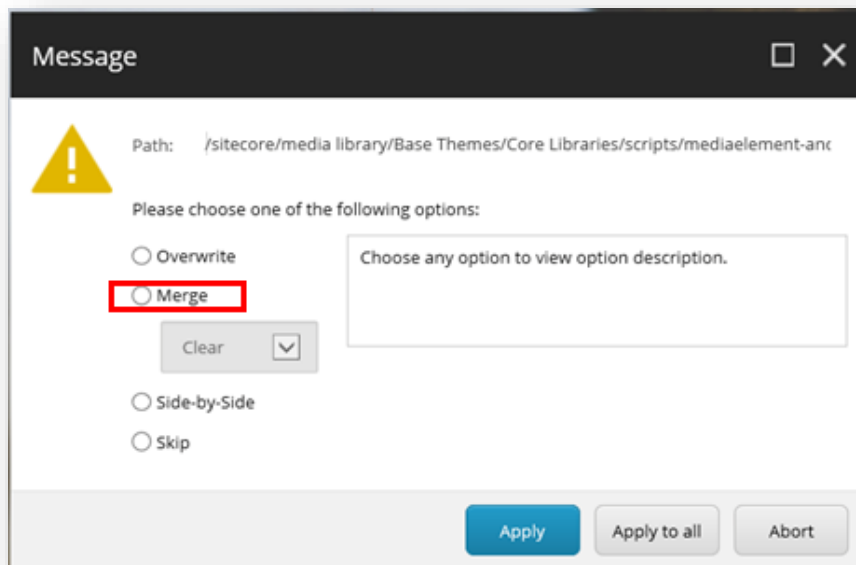 Message
Path: /sitecore/media library/Base Themes/Core Libraries/scripts/mediaelement-and
Please choose one of the following options:
Overwrite
Choose any option to view option description.
Merge
Clear
Side-by-Side
Skip
Apply
Apply to all
Abort